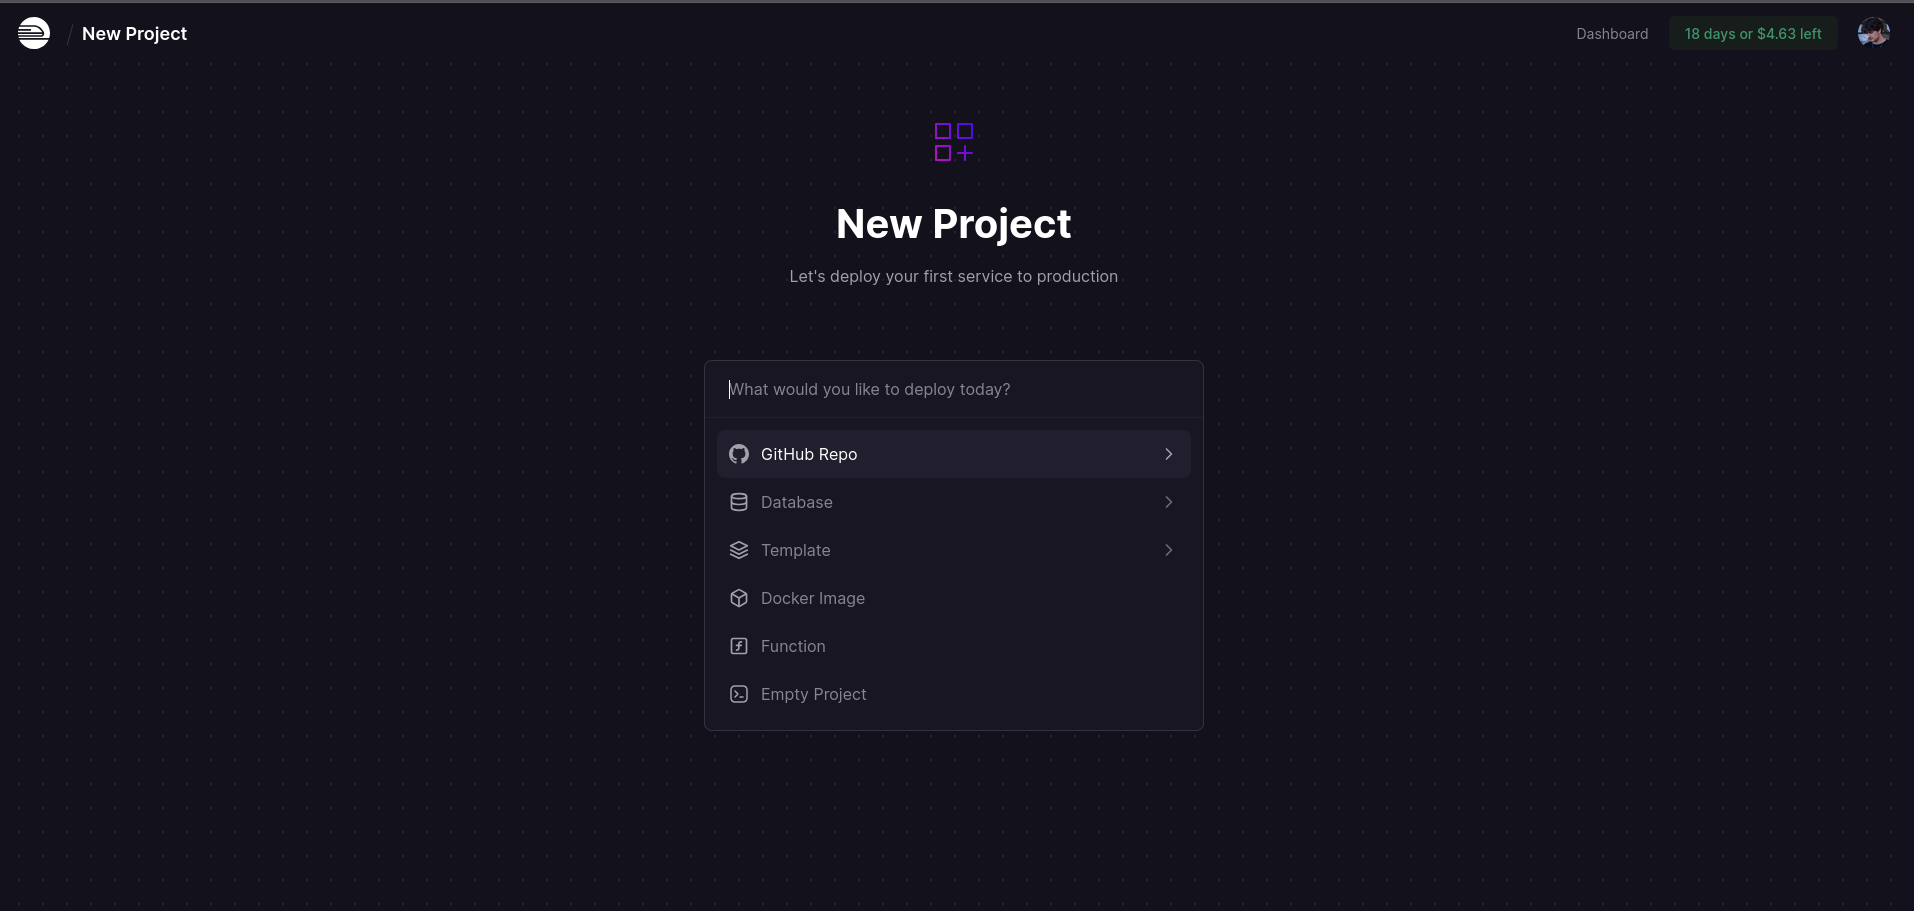 / New Project
Dashboard
18 days or $4.63 left
New Project
Let's deploy your first service to production
What would you like to deploy today?
GitHub Repo
Database
Template
Docker Image
Function
Empty Project